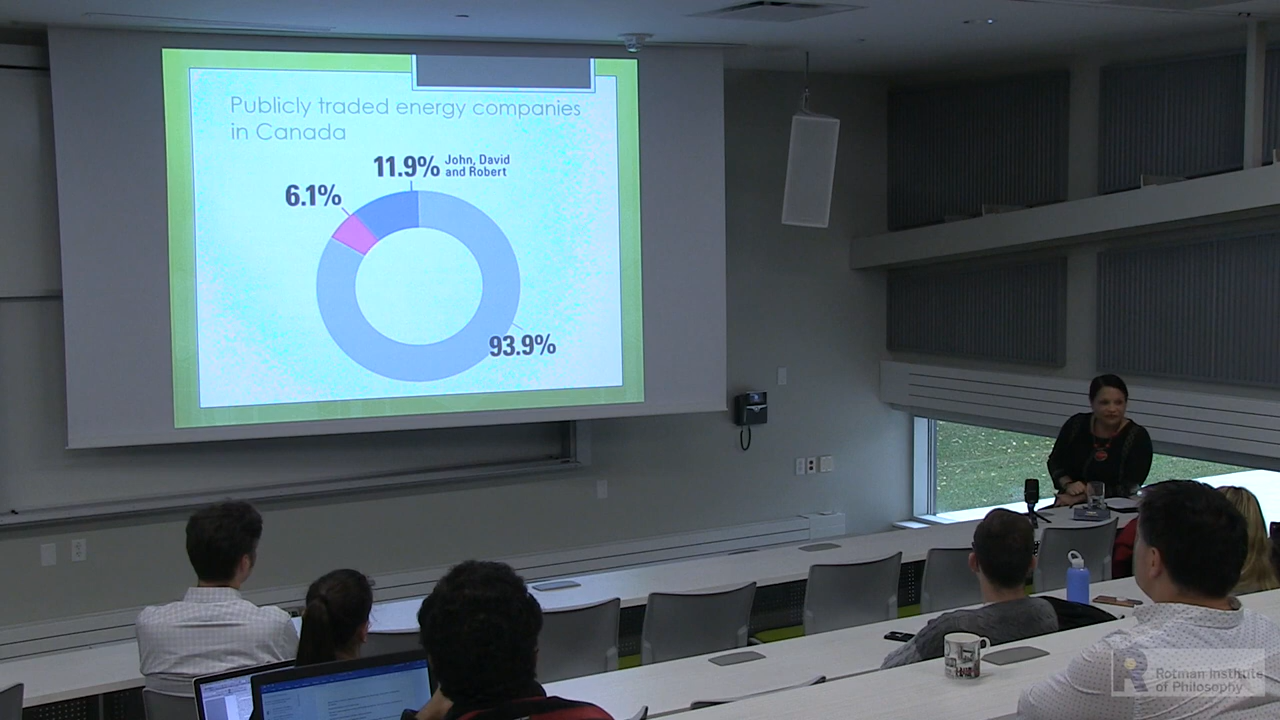 Publicly traded energy companies
in Canada
11.9% John, David
and Robert
6.1%
93.9%
Rotman Institute
of Philosophy